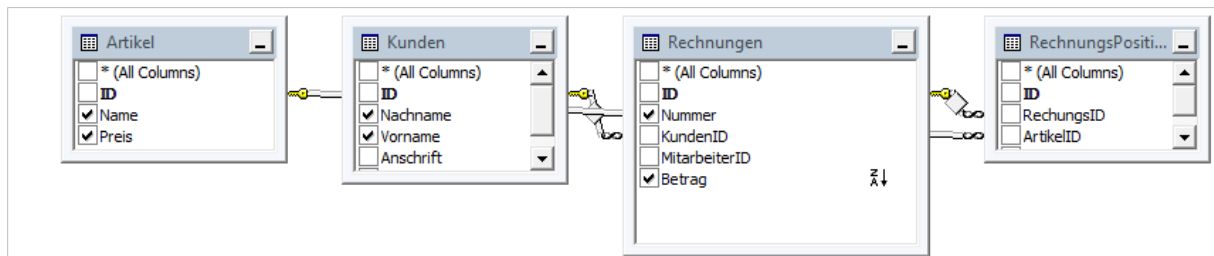 Artikel
* (All Columns)
ID
Name
Preis
Kunden
* (All Columns)
ID
Nachname
Vorname
Anschrift
Rechnungen
* (All Columns)
ID
Nummer
KundenID
MitarbeiterID
Betrag
Z
A
RechnungsPositi...
* (All Columns)
ID
RechungsID
ArtikelID